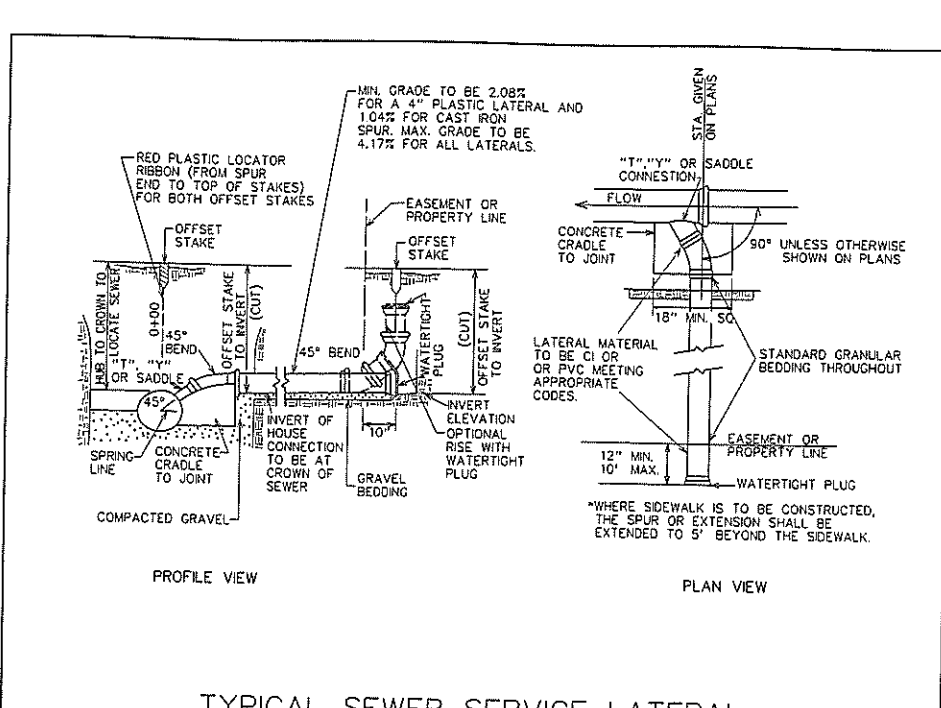 MIN. GRADE TO BE 2.08%
FOR A 4" PLASTIC LATERAL AND
1.04% FOR CAST IRON
SPUR. MAX. GRADE TO BE
4.17% FOR ALL LATERALS.
RED PLASTIC LOCATOR
RIBBON (FROM SPUR
END TO TOP OF STAKES)
FOR BOTH OFFSET STAKES
OFFSET
STAKE
EASEMENT OR
PROPERTY LINE
OFFSET
STAKE
HUB TO CROWN TO
LOCATE SEWER
0+00
45°
BEND
"T", "Y"
OR SADDLE
45°
OFFSET STAKE
TO INVERT
(CUT)
45° BEND
WATERTIGHT
PLUG
(CUT)
OFFSET STAKE
TO INVERT
SPRING
LINE
CONCRETE
CRADLE
TO JOINT
COMPACTED GRAVEL
INVERT OF
HOUSE
CONNECTION
TO BE AT
CROWN OF
SEWER
10'
GRAVEL
BEDDING
INVERT
ELEVATION
OPTIONAL
RISE WITH
WATERTIGHT
PLUG
PROFILE VIEW
STA. GIVEN
ON PLANS
"T","Y" OR SADDLE
CONNESTION
FLOW
CONCRETE
CRADLE
TO JOINT
90° UNLESS OTHERWISE
SHOWN ON PLANS
18" MIN. SQ.
LATERAL MATERIAL
TO BE CI OR
OR PVC MEETING
APPROPRIATE
CODES.
STANDARD GRANULAR
BEDDING THROUGHOUT
EASEMENT OR
PROPERTY LINE
12" MIN.
10' MAX.
WATERTIGHT PLUG
*WHERE SIDEWALK IS TO BE CONSTRUCTED,
THE SPUR OR EXTENSION SHALL BE
EXTENDED TO 5' BEYOND THE SIDEWALK.
PLAN VIEW
TYPICAL SEWER SERVICE LATERAL